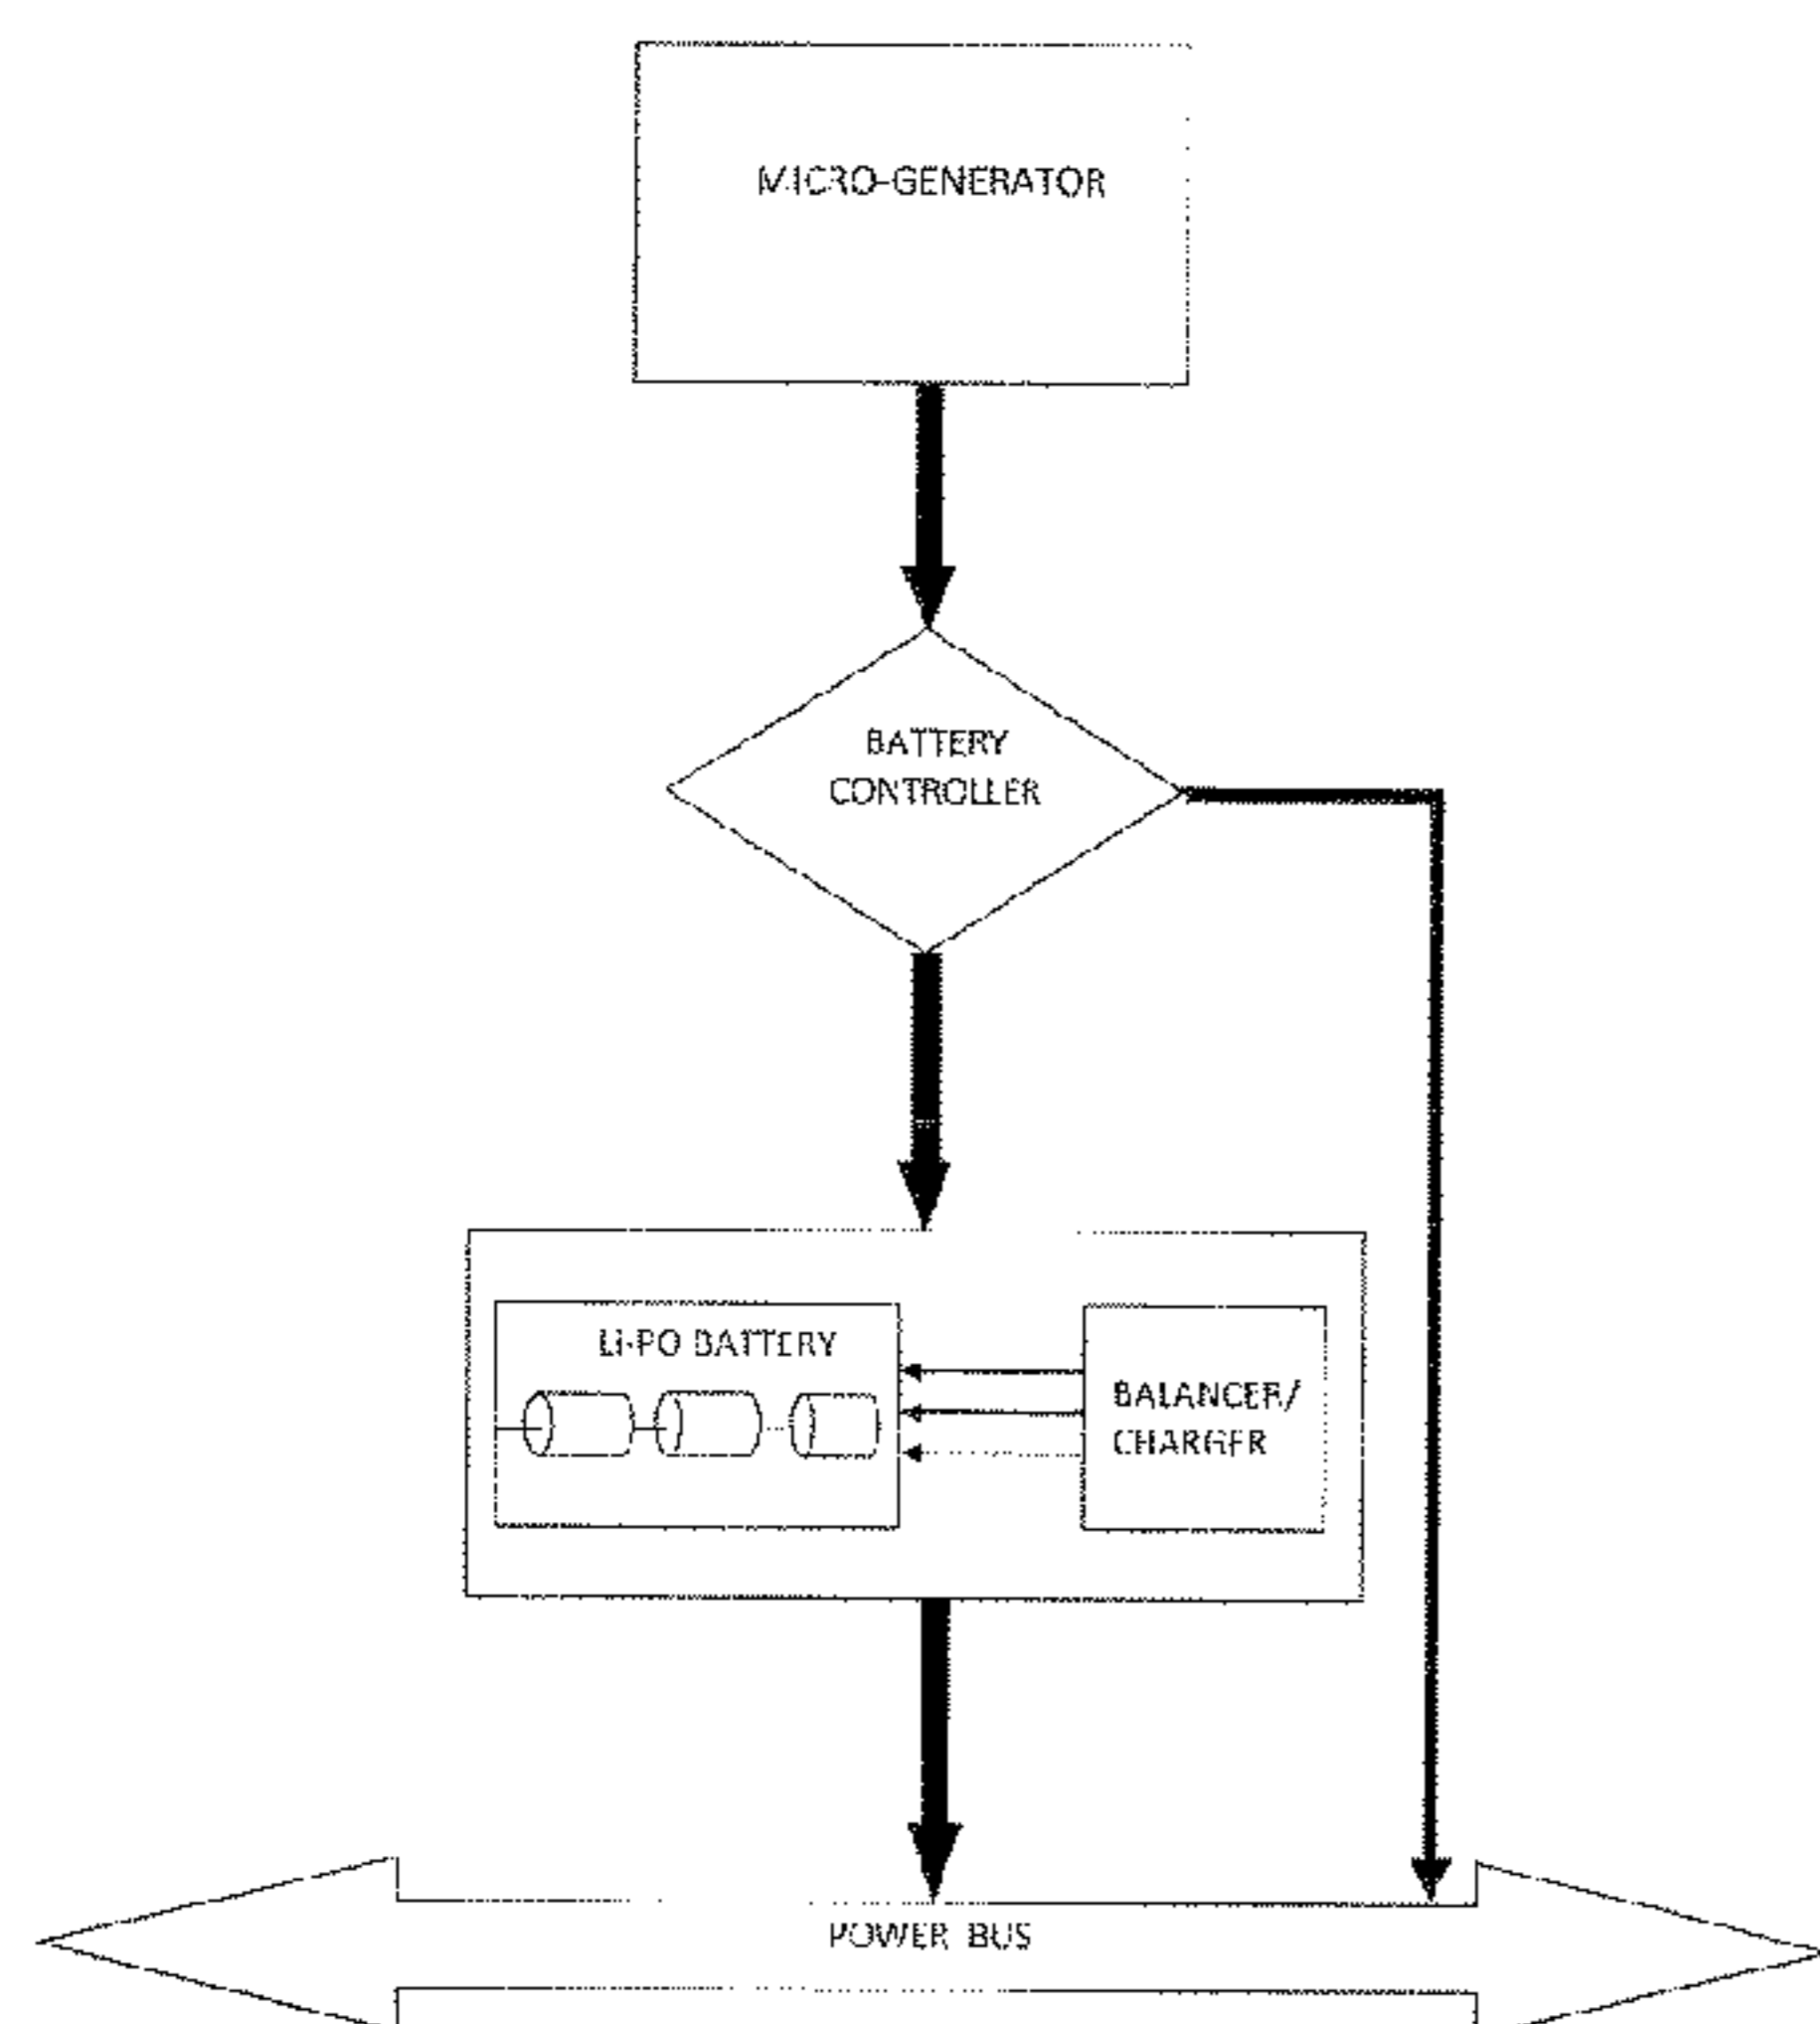 MICRO-GENERATOR
BATTERY
CONTROLLER
LI-PO BATTERY
BALANCER/
CHARGER
POWER BUS